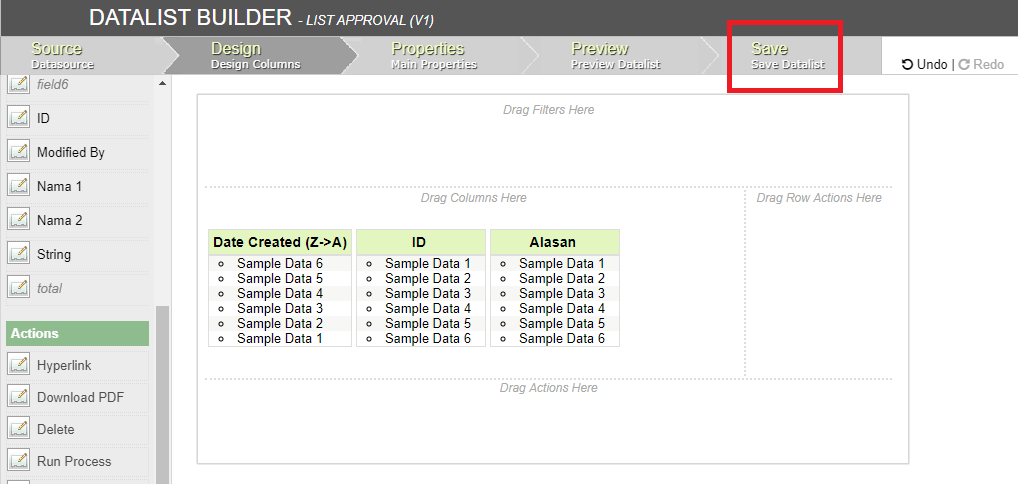 DATALIST BUILDER - LIST APPROVAL (V1)
Source
Datasource
Design
Design Columns
Properties
Main Properties
Preview
Preview Datalist
Save
Save Datalist
Undo | Redo
field6
ID
Modified By
Nama 1
Nama 2
String
total
Actions
Hyperlink
Download PDF
Delete
Run Process
Drag Filters Here
Drag Columns Here
Drag Row Actions Here
Date Created (Z->A) ID Alasan
Sample Data 6 Sample Data 1 Sample Data 1
Sample Data 5 Sample Data 2 Sample Data 2
Sample Data 4 Sample Data 3 Sample Data 3
Sample Data 3 Sample Data 4 Sample Data 4
Sample Data 2 Sample Data 5 Sample Data 5
Sample Data 1 Sample Data 6 Sample Data 6
Drag Actions Here